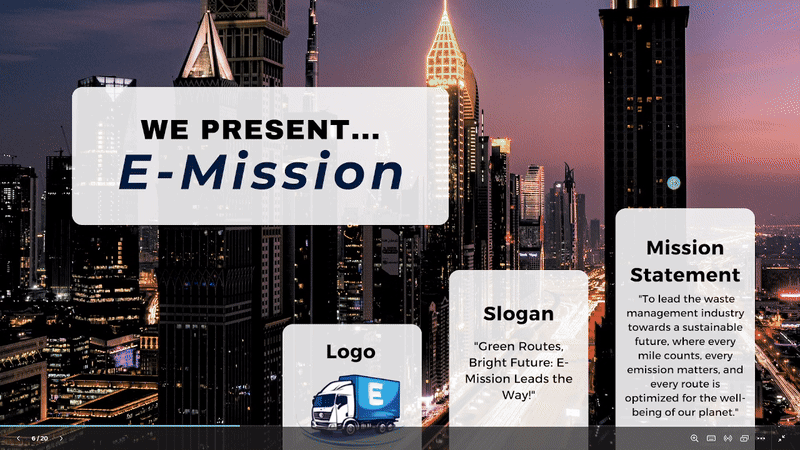 WE PRESENT...
E-Mission
Logo
E
Slogan
"Green Routes,
Bright Future: E-
Mission Leads the
Way!"
Mission
Statement
"To lead the waste
management industry
towards a sustainable
future, where every
mile counts, every
emission matters, and
every route is
optimized for the well-
being of our planet."
6 / 20